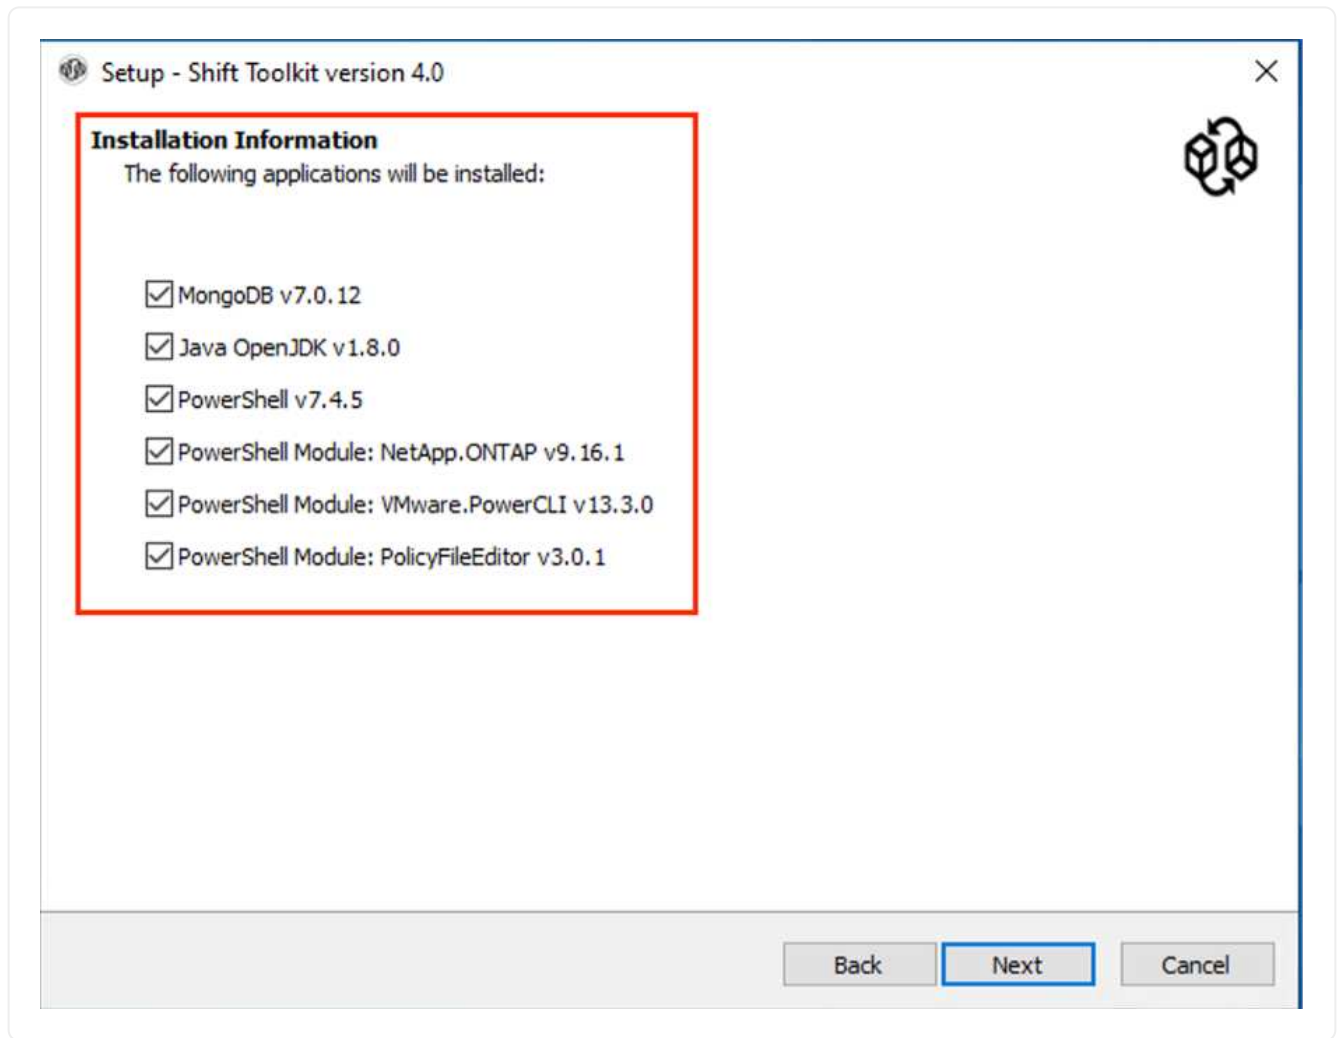 Setup - Shift Toolkit version 4.0
Installation Information
The following applications will be installed:
MongoDB v7.0.12
Java OpenJDK v1.8.0
PowerShell v7.4.5
PowerShell Module: NetApp.ONTAP v9.16.1
PowerShell Module: VMware.PowerCLI v13.3.0
PowerShell Module: PolicyFileEditor v3.0.1
Back
Next
Cancel